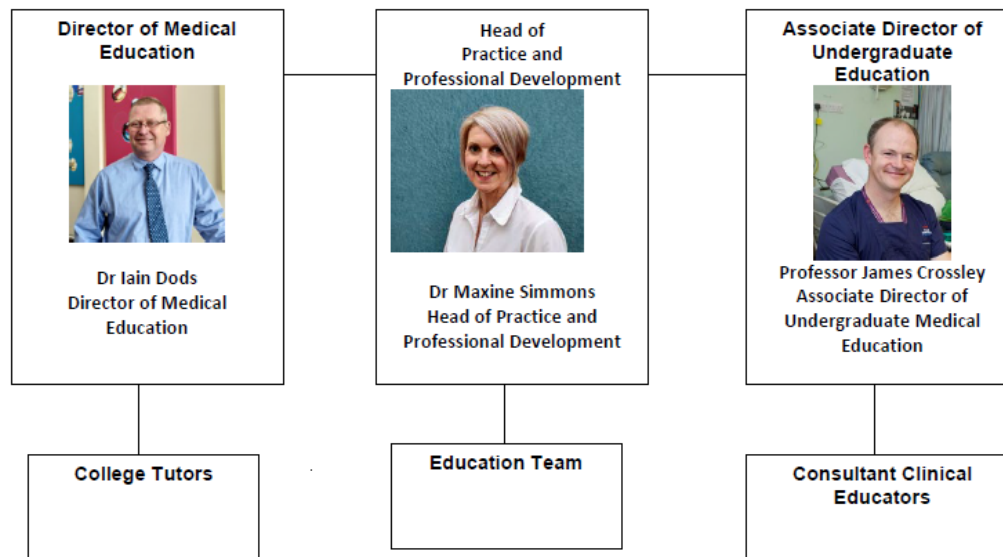 Director of Medical
Education
Dr Iain Dods
Director of Medical
Education
Head of
Practice and
Professional Development
Dr Maxine Simmons
Head of Practice and
Professional Development
Associate Director of
Undergraduate
Education
Professor James Crossley
Associate Director of
Undergraduate Medical
Education
College Tutors
Education Team
Consultant Clinical
Educators